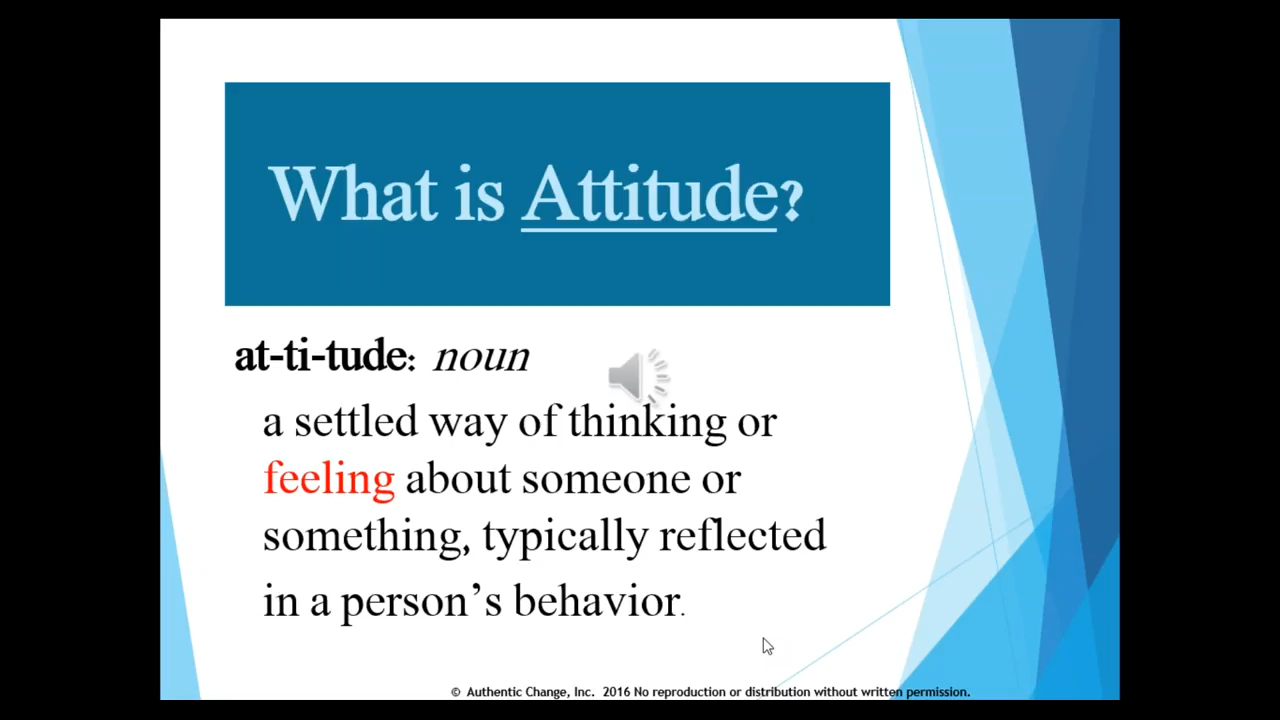 What is Attitude?
at-ti-tude: noun
a settled way of thinking or
feeling about someone or
something, typically reflected
in a person’s behavior.
© Authentic Change, Inc. 2016 No reproduction or distribution without written permission.